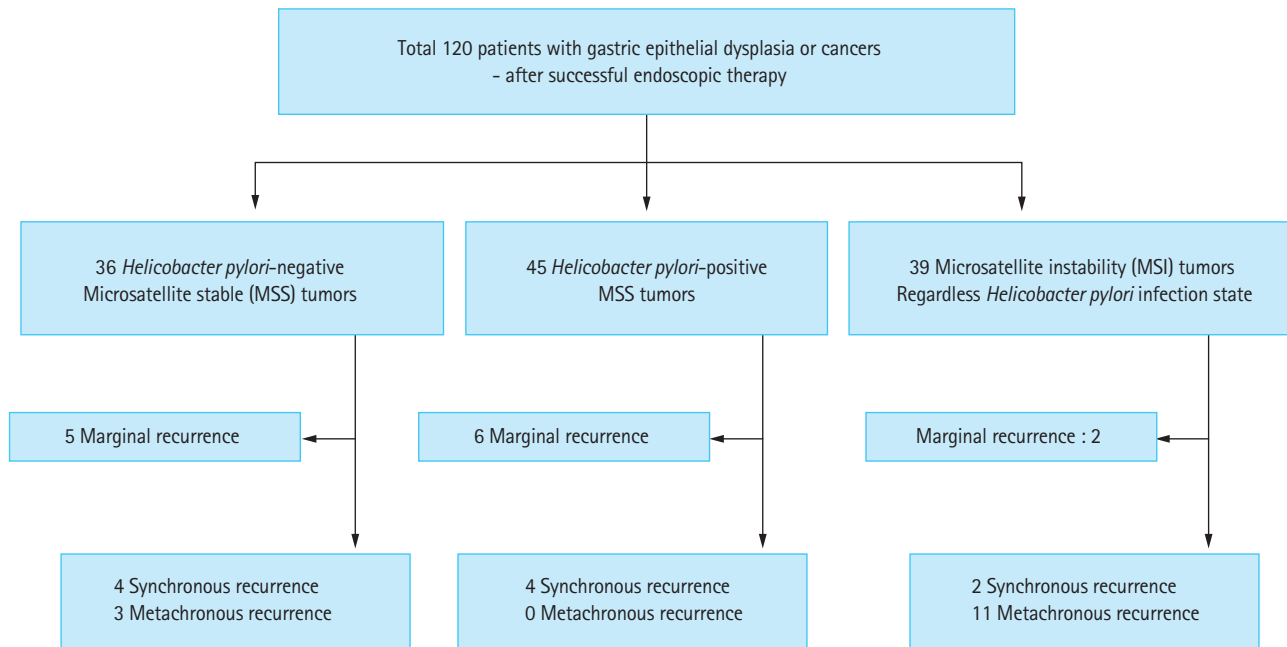 Total 120 patients with gastric epithelial dysplasia or cancers
- after successful endoscopic therapy
36 Helicobacter pylori-negative
Microsatellite stable (MSS) tumors
45 Helicobacter pylori-positive
MSS tumors
39 Microsatellite instability (MSI) tumors
Regardless Helicobacter pylori infection state
5 Marginal recurrence
6 Marginal recurrence
Marginal recurrence : 2
4 Synchronous recurrence
3 Metachronous recurrence
4 Synchronous recurrence
0 Metachronous recurrence
2 Synchronous recurrence
11 Metachronous recurrence